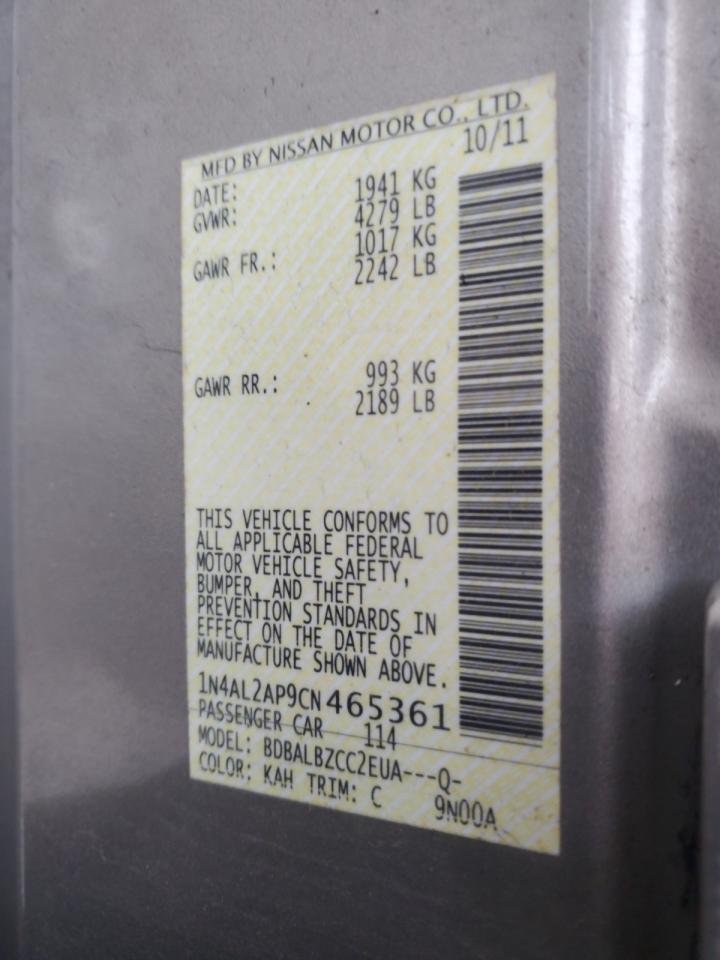 MFD BY NISSAN MOTOR CO., LTD.
DATE: 10/11
GVWR: 1941 KG
4279 LB
GAWR FR.: 1017 KG
2242 LB
GAWR RR.: 993 KG
2189 LB
THIS VEHICLE CONFORMS TO
ALL APPLICABLE FEDERAL
MOTOR VEHICLE SAFETY,
BUMPER, AND THEFT
PREVENTION STANDARDS IN
EFFECT ON THE DATE OF
MANUFACTURE SHOWN ABOVE.
1N4AL2AP9CN465361
PASSENGER CAR 114
MODEL: BDBALBZCC2EUA---Q-
COLOR: KAH TRIM: C 9N00A